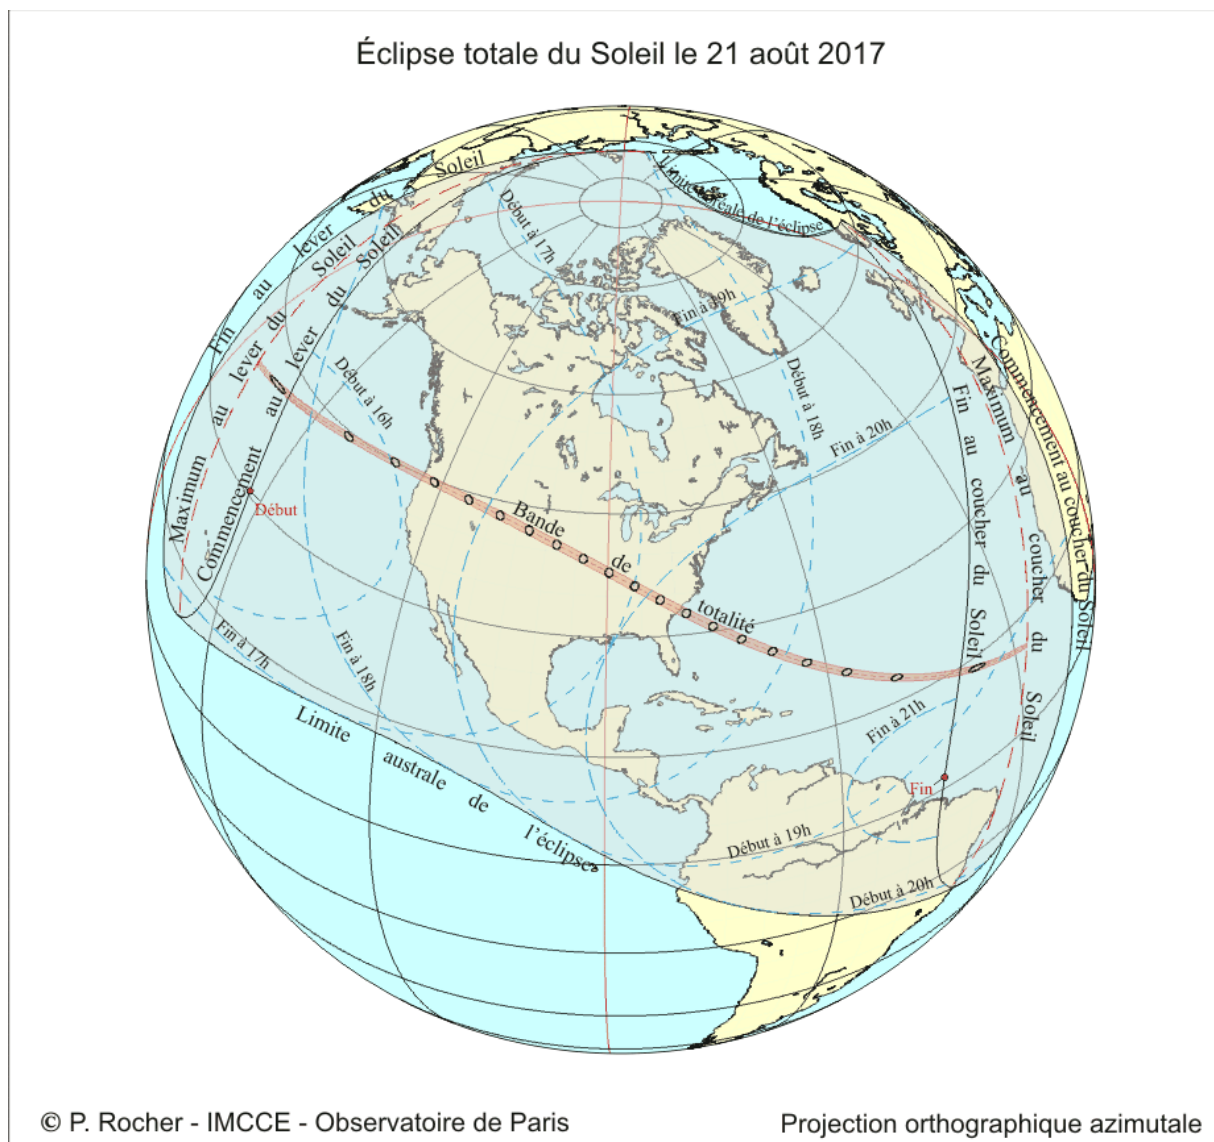 Éclipse totale du Soleil le 21 août 2017
Fin au lever du Soleil
Maximum au lever du Soleil
Commencement au lever du Soleil
Limite boréale de l'éclipse
Début à 17h
Fin à 19h
Début à 16h
Début à 18h
Fin à 20h
Commencement au coucher du Soleil
Maximum au coucher du Soleil
Fin au coucher du Soleil
Début
Bande de totalité
Fin à 17h
Fin à 18h
Limite australe de l'éclipse
Fin à 21h
Fin
Début à 19h
Début à 20h
© P. Rocher - IMCCE - Observatoire de Paris
Projection orthographique azimutale